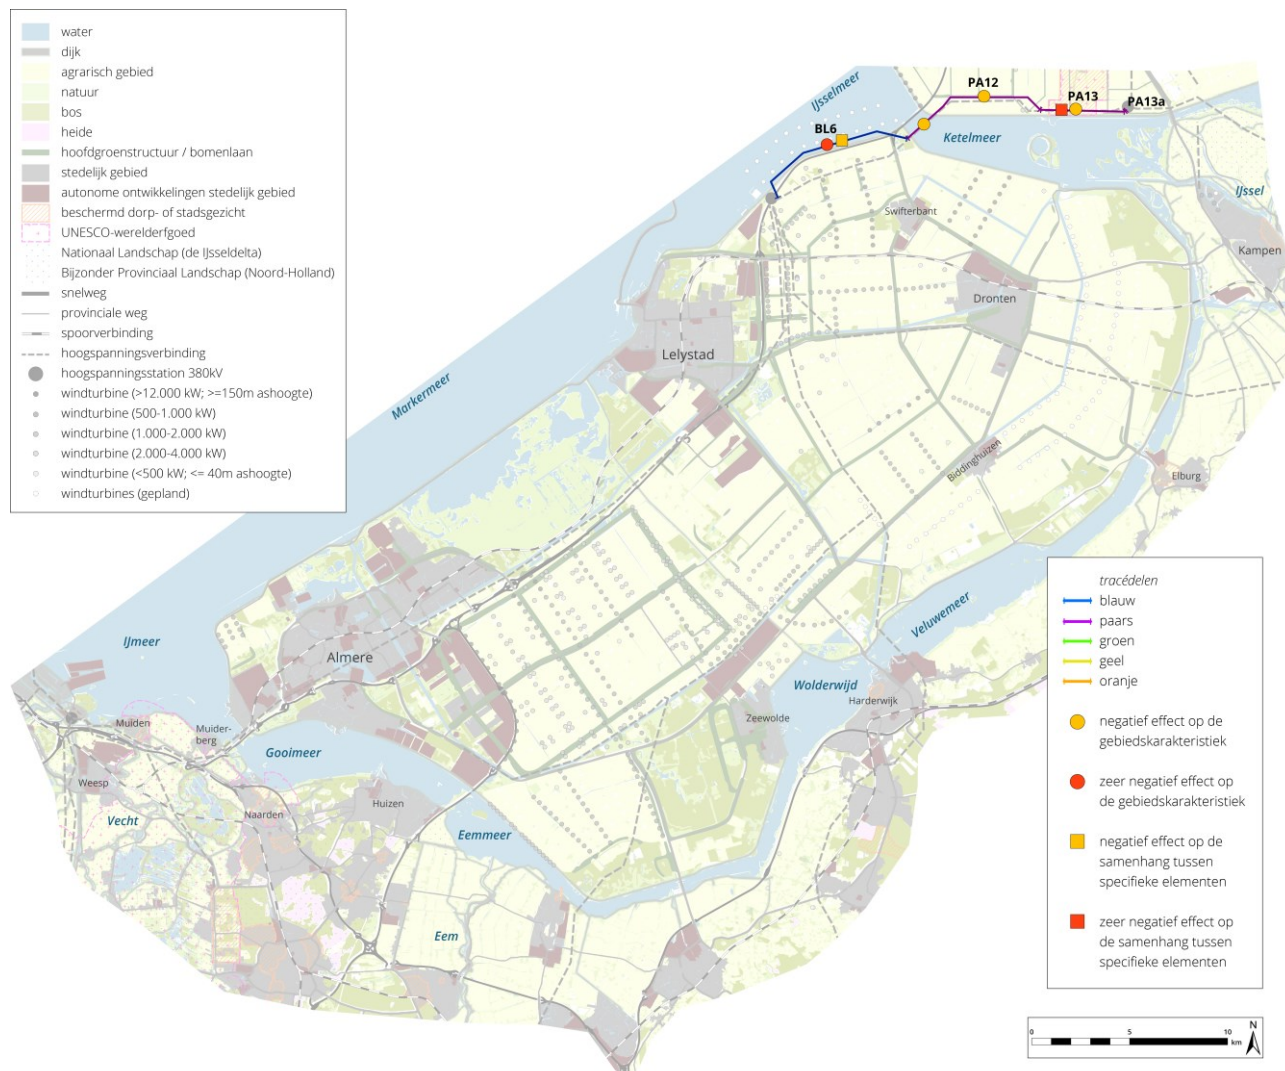 water
dijk
agrarisch gebied
natuur
bos
heide
hoofdgroenstructuur / bomenlaan
stedelijk gebied
autonome ontwikkelingen stedelijk gebied
beschermd dorp- of stadsgezicht
UNESCO-werelderfgoed
Nationaal Landschap (de IJsseldelta)
Bijzonder Provinciaal Landschap (Noord-Holland)
snelweg
provinciale weg
spoorverbinding
hoogspanningsverbinding
hoogspanningsstation 380kV
windturbine (>12.000 kW; >=150m ashoogte)
windturbine (500-1.000 kW)
windturbine (1.000-2.000 kW)
windturbine (2.000-4.000 kW)
windturbine (<500 kW; <= 40m ashoogte)
windturbines (gepland)
IJsselmeer
PA12
PA13
PA13a
BL6
Ketelmeer
IJssel
Swifterbant
Kampen
Dronten
Lelystad
Markermeer
Biddinghuizen
Elburg
Veluwemeer
IJmeer
Almere
Wolderwijd
Harderwijk
Zeewolde
Muiden
Muider-
berg
Gooimeer
Weesp
Huizen
Naarden
Vecht
Eemmeer
Eem
tracédelen
blauw
paars
groen
geel
oranje
negatief effect op de
gebiedskarakteristiek
zeer negatief effect op
de gebiedskarakteristiek
negatief effect op de
samenhang tussen
specifieke elementen
zeer negatief effect op
de samenhang tussen
specifieke elementen
0 5 10
km
N